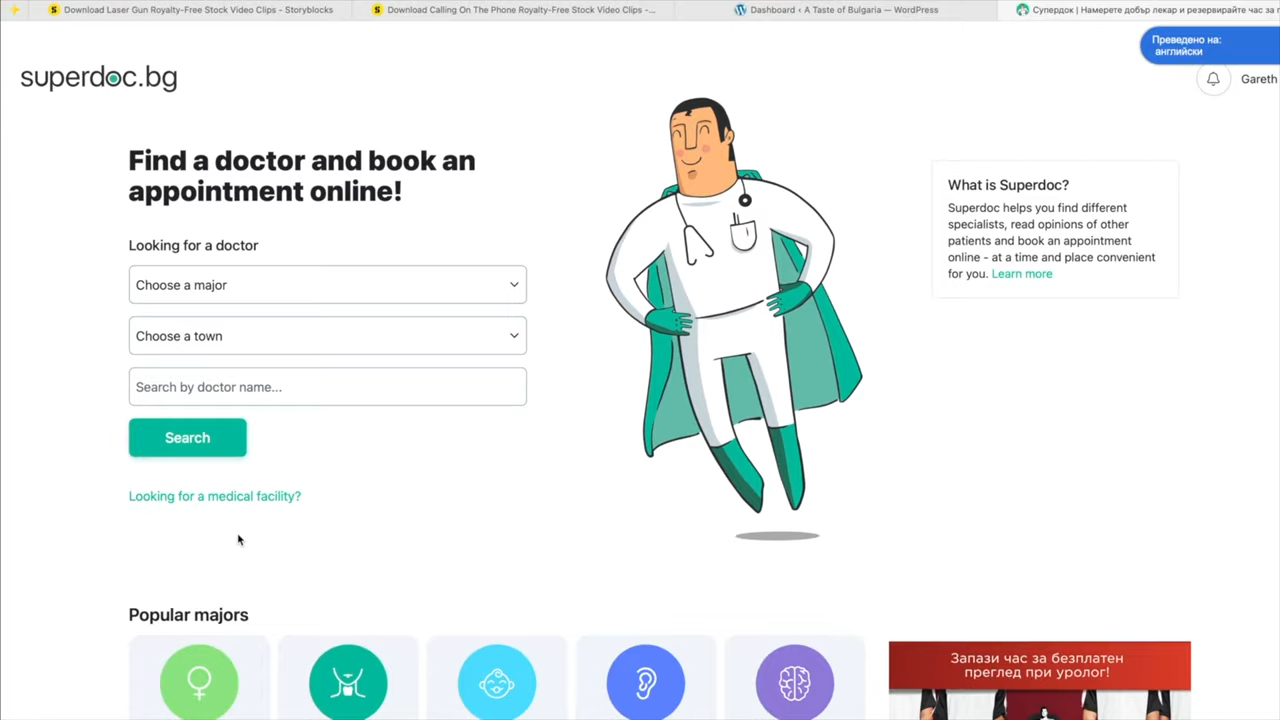 Download Laser Gun Royalty-Free Stock Video Clips - Storyblocks
Download Calling On The Phone Royalty-Free Stock Video Clips -...
Dashboard ‹ A Taste of Bulgaria — WordPress
Супердок | Намерете добър лекар и резервирайте час за
Преведено на:
английски
superdoc.bg
Gareth
Find a doctor and book an
appointment online!
Looking for a doctor
Choose a major
Choose a town
Search by doctor name...
Search
Looking for a medical facility?
What is Superdoc?
Superdoc helps you find different
specialists, read opinions of other
patients and book an appointment
online - at a time and place convenient
for you. Learn more
Popular majors
Запази час за безплатен
преглед при уролог!